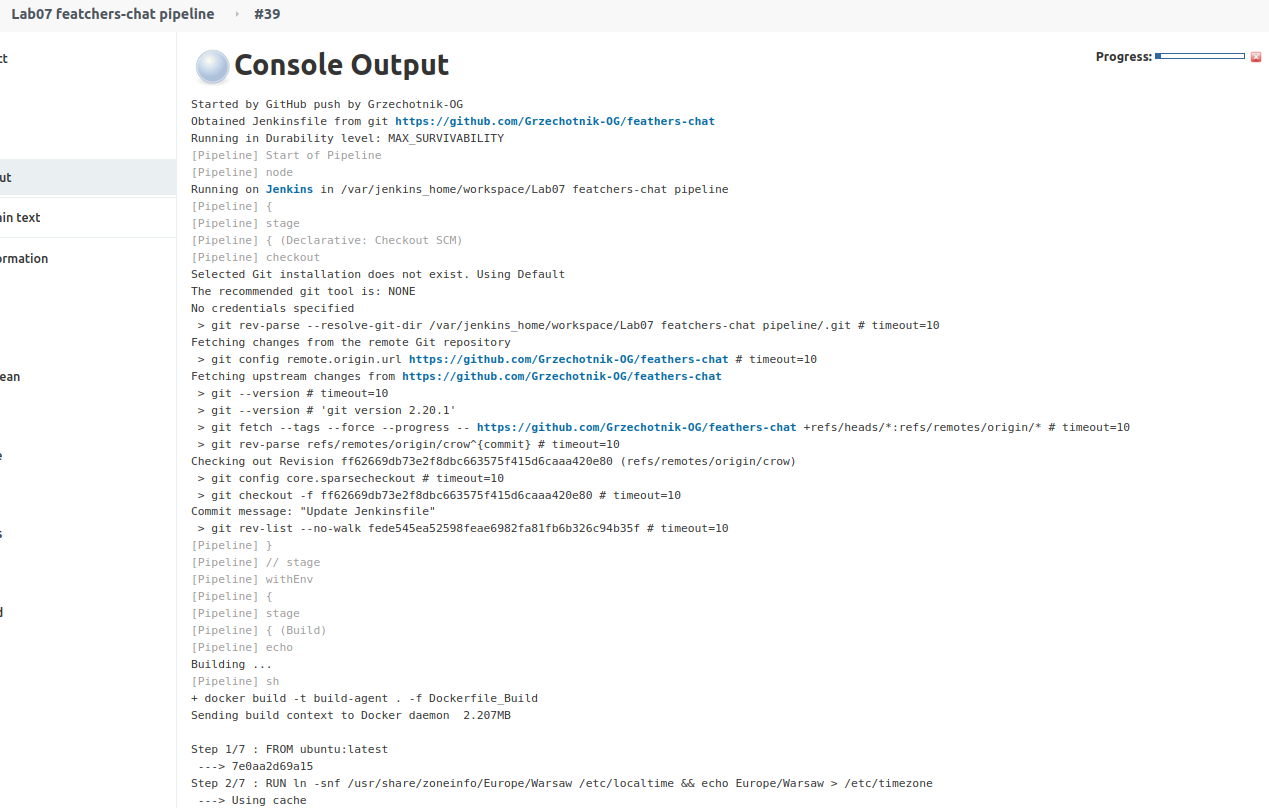 Lab07 featchers-chat pipeline › #39
ct
ut
ain text
ormation
ean
e
s
d
Console Output
Progress:
Started by GitHub push by Grzechotnik-OG
Obtained Jenkinsfile from git https://github.com/Grzechotnik-OG/feathers-chat
Running in Durability level: MAX_SURVIVABILITY
[Pipeline] Start of Pipeline
[Pipeline] node
Running on Jenkins in /var/jenkins_home/workspace/Lab07 featchers-chat pipeline
[Pipeline] {
[Pipeline] stage
[Pipeline] { (Declarative: Checkout SCM)
[Pipeline] checkout
Selected Git installation does not exist. Using Default
The recommended git tool is: NONE
No credentials specified
 > git rev-parse --resolve-git-dir /var/jenkins_home/workspace/Lab07 featchers-chat pipeline/.git # timeout=10
Fetching changes from the remote Git repository
 > git config remote.origin.url https://github.com/Grzechotnik-OG/feathers-chat # timeout=10
Fetching upstream changes from https://github.com/Grzechotnik-OG/feathers-chat
 > git --version # timeout=10
 > git --version # 'git version 2.20.1'
 > git fetch --tags --force --progress -- https://github.com/Grzechotnik-OG/feathers-chat +refs/heads/*:refs/remotes/origin/* # timeout=10
 > git rev-parse refs/remotes/origin/crow^{commit} # timeout=10
Checking out Revision ff62669db73e2f8dbc663575f415d6caaa420e80 (refs/remotes/origin/crow)
 > git config core.sparsecheckout # timeout=10
 > git checkout -f ff62669db73e2f8dbc663575f415d6caaa420e80 # timeout=10
Commit message: "Update Jenkinsfile"
 > git rev-list --no-walk fede545ea52598feae6982fa81fb6b326c94b35f # timeout=10
[Pipeline] }
[Pipeline] // stage
[Pipeline] withEnv
[Pipeline] {
[Pipeline] stage
[Pipeline] { (Build)
[Pipeline] echo
Building ...
[Pipeline] sh
+ docker build -t build-agent . -f Dockerfile_Build
Sending build context to Docker daemon  2.207MB
Step 1/7 : FROM ubuntu:latest
 ---> 7e0aa2d69a15
Step 2/7 : RUN ln -snf /usr/share/zoneinfo/Europe/Warsaw /etc/localtime && echo Europe/Warsaw > /etc/timezone
 ---> Using cache